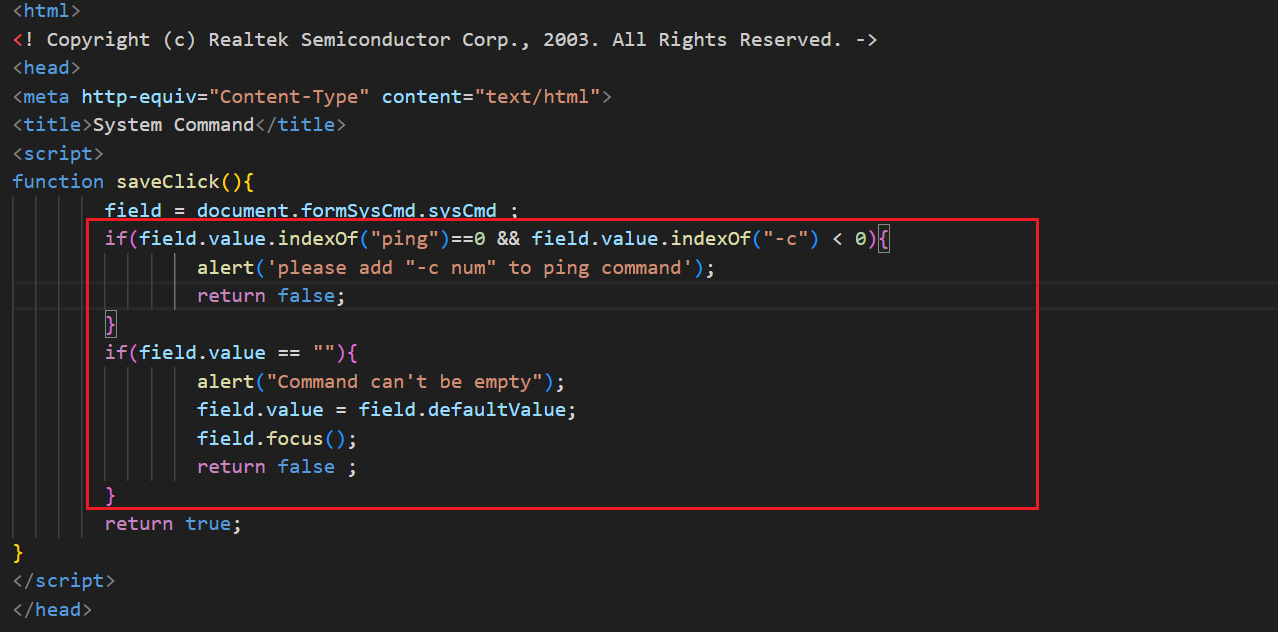 <html>
<! Copyright (c) Realtek Semiconductor Corp., 2003. All Rights Reserved. ->
<head>
<meta http-equiv="Content-Type" content="text/html">
<title>System Command</title>
<script>
function saveClick(){
        field = document.formSysCmd.sysCmd ;
        if(field.value.indexOf("ping")==0 && field.value.indexOf("-c") < 0){
                alert('please add "-c num" to ping command');
                return false;
        }
        if(field.value == ""){
                alert("Command can't be empty");
                field.value = field.defaultValue;
                field.focus();
                return false ;
        }
        return true;
}
</script>
</head>